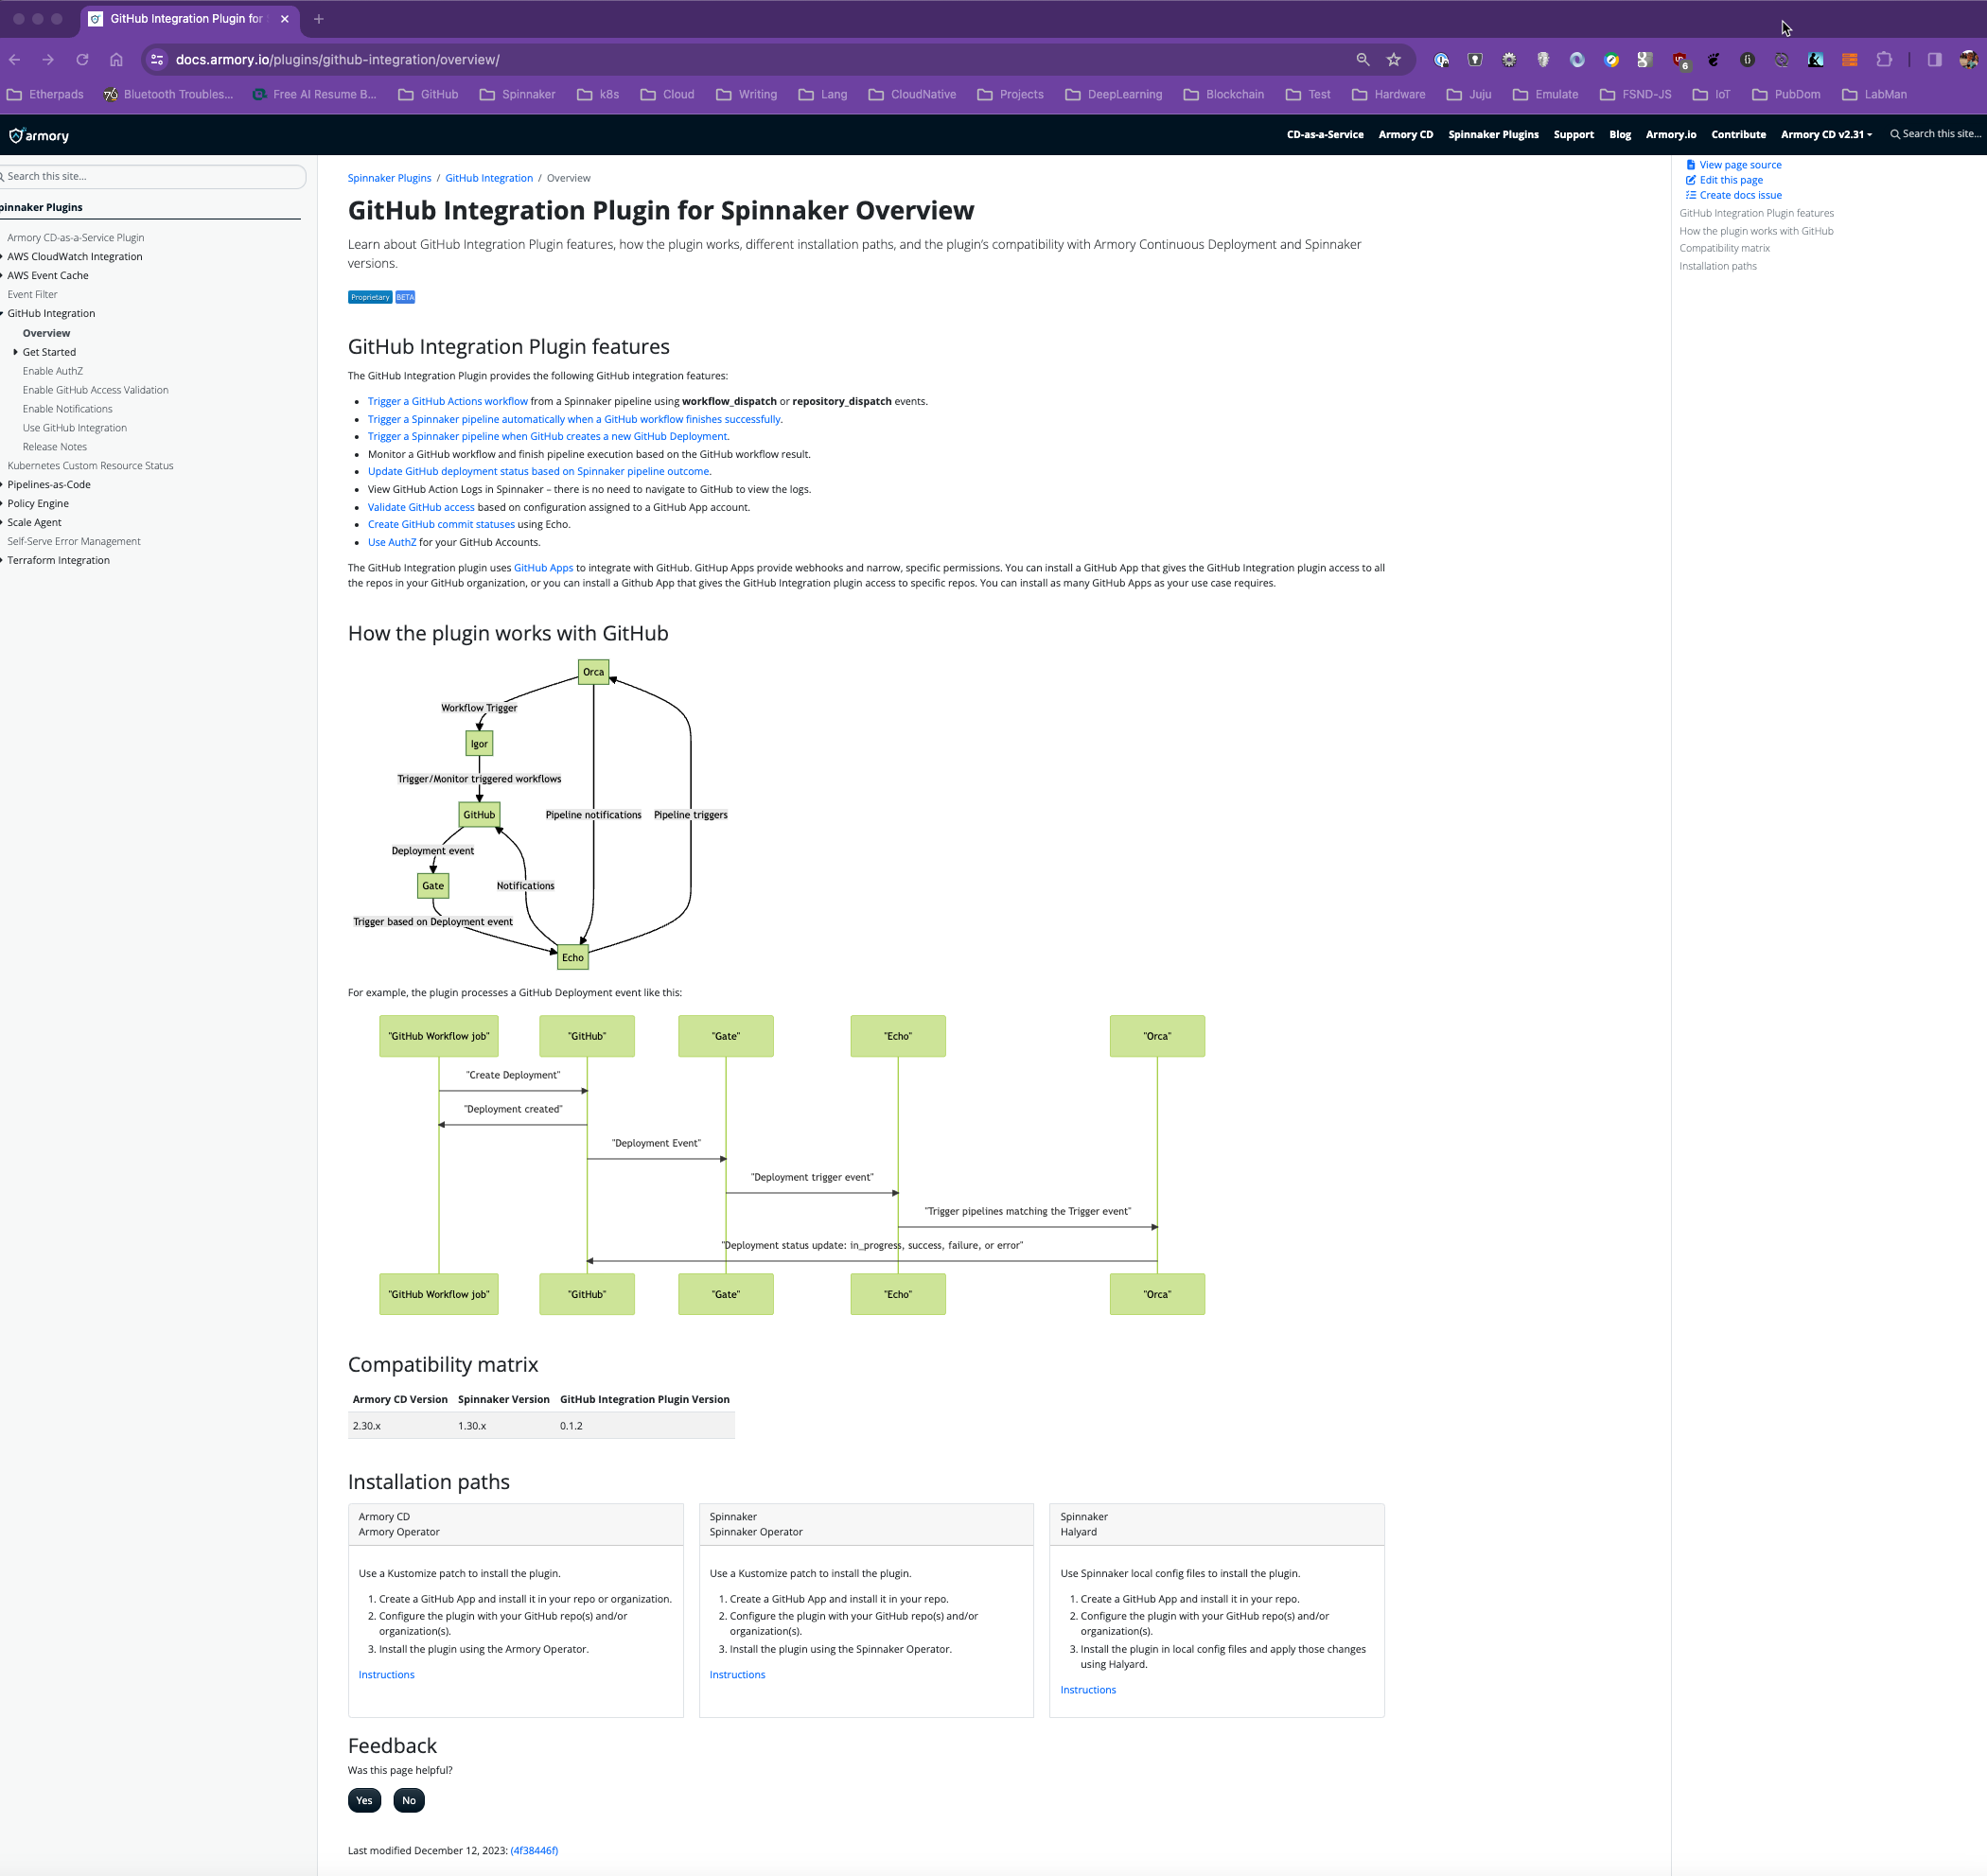 GitHub Integration Plugin for
docs.armory.io/plugins/github-integration/overview/
6
Etherpads
Bluetooth Troubles...
Free AI Resume B...
GitHub
Spinnaker
k8s
Cloud
Writing
Lang
CloudNative
Projects
DeepLearning
Blockchain
Test
Hardware
Juju
Emulate
FSND-JS
IoT
PubDom
LabMan
armory
CD-as-a-Service
Armory CD
Spinnaker Plugins
Support
Blog
Armory.io
Contribute
Armory CD v2.31
Search this site...
Search this site...
pinnaker Plugins
Armory CD-as-a-Service Plugin
AWS CloudWatch Integration
AWS Event Cache
Event Filter
GitHub Integration
Overview
Get Started
Enable AuthZ
Enable GitHub Access Validation
Enable Notifications
Use GitHub Integration
Release Notes
Kubernetes Custom Resource Status
Pipelines-as-Code
Policy Engine
Scale Agent
Self-Serve Error Management
Terraform Integration
Spinnaker Plugins / GitHub Integration / Overview
GitHub Integration Plugin for Spinnaker Overview
Learn about GitHub Integration Plugin features, how the plugin works, different installation paths, and the plugin's compatibility with Armory Continuous Deployment and Spinnaker
versions.
Proprietary BETA
GitHub Integration Plugin features
The GitHub Integration Plugin provides the following GitHub integration features:
• Trigger a GitHub Actions workflow from a Spinnaker pipeline using workflow_dispatch or repository_dispatch events.
• Trigger a Spinnaker pipeline automatically when a GitHub workflow finishes successfully.
• Trigger a Spinnaker pipeline when GitHub creates a new GitHub Deployment.
• Monitor a GitHub workflow and finish pipeline execution based on the GitHub workflow result.
• Update GitHub deployment status based on Spinnaker pipeline outcome.
• View GitHub Action Logs in Spinnaker – there is no need to navigate to GitHub to view the logs.
• Validate GitHub access based on configuration assigned to a GitHub App account.
• Create GitHub commit statuses using Echo.
• Use AuthZ for your GitHub Accounts.
The GitHub Integration plugin uses GitHub Apps to integrate with GitHub. GitHup Apps provide webhooks and narrow, specific permissions. You can install a GitHub App that gives the GitHub Integration plugin access to all
the repos in your GitHub organization, or you can install a Github App that gives the GitHub Integration plugin access to specific repos. You can install as many GitHub Apps as your use case requires.
How the plugin works with GitHub
Orca
Workflow Trigger
Igor
Trigger/Monitor triggered workflows
GitHub
Pipeline notifications
Pipeline triggers
Deployment event
Gate
Notifications
Trigger based on Deployment event
Echo
For example, the plugin processes a GitHub Deployment event like this:
"GitHub Workflow job"
"GitHub"
"Gate"
"Echo"
"Orca"
"Create Deployment"
"Deployment created"
"Deployment Event"
"Deployment trigger event"
"Trigger pipelines matching the Trigger event"
"Deployment status update: in_progress, success, failure, or error"
"GitHub Workflow job"
"GitHub"
"Gate"
"Echo"
"Orca"
Compatibility matrix
Armory CD Version Spinnaker Version GitHub Integration Plugin Version
2.30.x 1.30.x 0.1.2
Installation paths
Armory CD
Armory Operator
Use a Kustomize patch to install the plugin.
1. Create a GitHub App and install it in your repo or organization.
2. Configure the plugin with your GitHub repo(s) and/or
organization(s).
3. Install the plugin using the Armory Operator.
Instructions
Spinnaker
Spinnaker Operator
Use a Kustomize patch to install the plugin.
1. Create a GitHub App and install it in your repo.
2. Configure the plugin with your GitHub repo(s) and/or
organization(s).
3. Install the plugin using the Spinnaker Operator.
Instructions
Spinnaker
Halyard
Use Spinnaker local config files to install the plugin.
1. Create a GitHub App and install it in your repo.
2. Configure the plugin with your GitHub repo(s) and/or
organization(s).
3. Install the plugin in local config files and apply those changes
using Halyard.
Instructions
Feedback
Was this page helpful?
Yes
No
Last modified December 12, 2023: (4f38446f)
View page source
Edit this page
Create docs issue
GitHub Integration Plugin features
How the plugin works with GitHub
Compatibility matrix
Installation paths